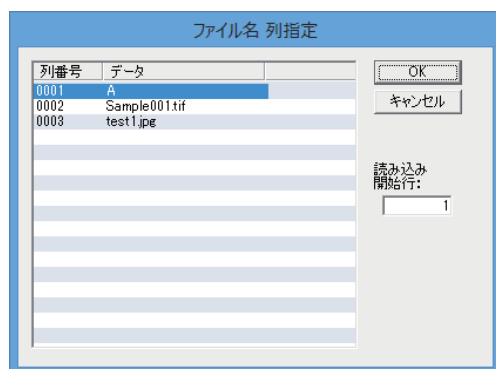 ファイル名 列指定
列番号 データ
0001 A
0002 Sample001.tif
0003 test1.jpg
OK
キャンセル
読み込み
開始行:
1